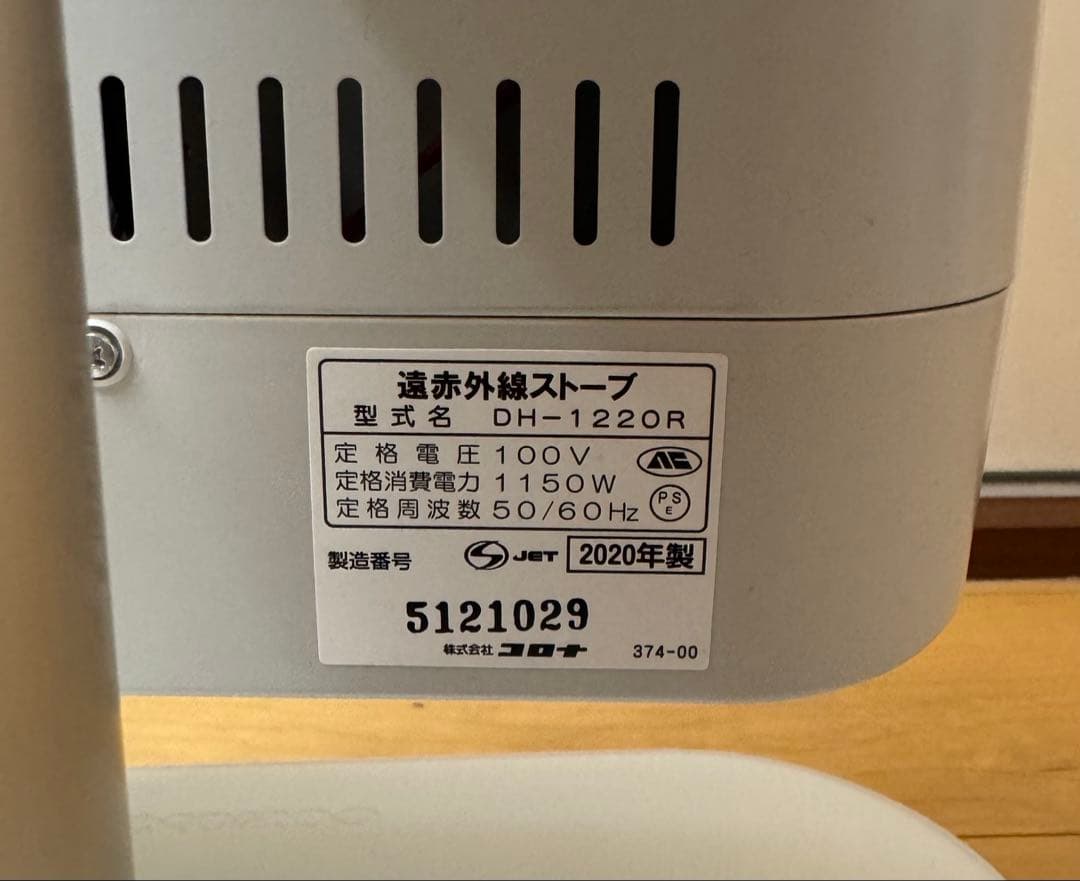 遠赤外線ストーブ
型式名 DH-1220R
定格電圧 100V
定格消費電力 1150W
定格周波数 50/60Hz
PSE
製造番号 JET 2020年製
5121029
株式会社 コロナ 374-00